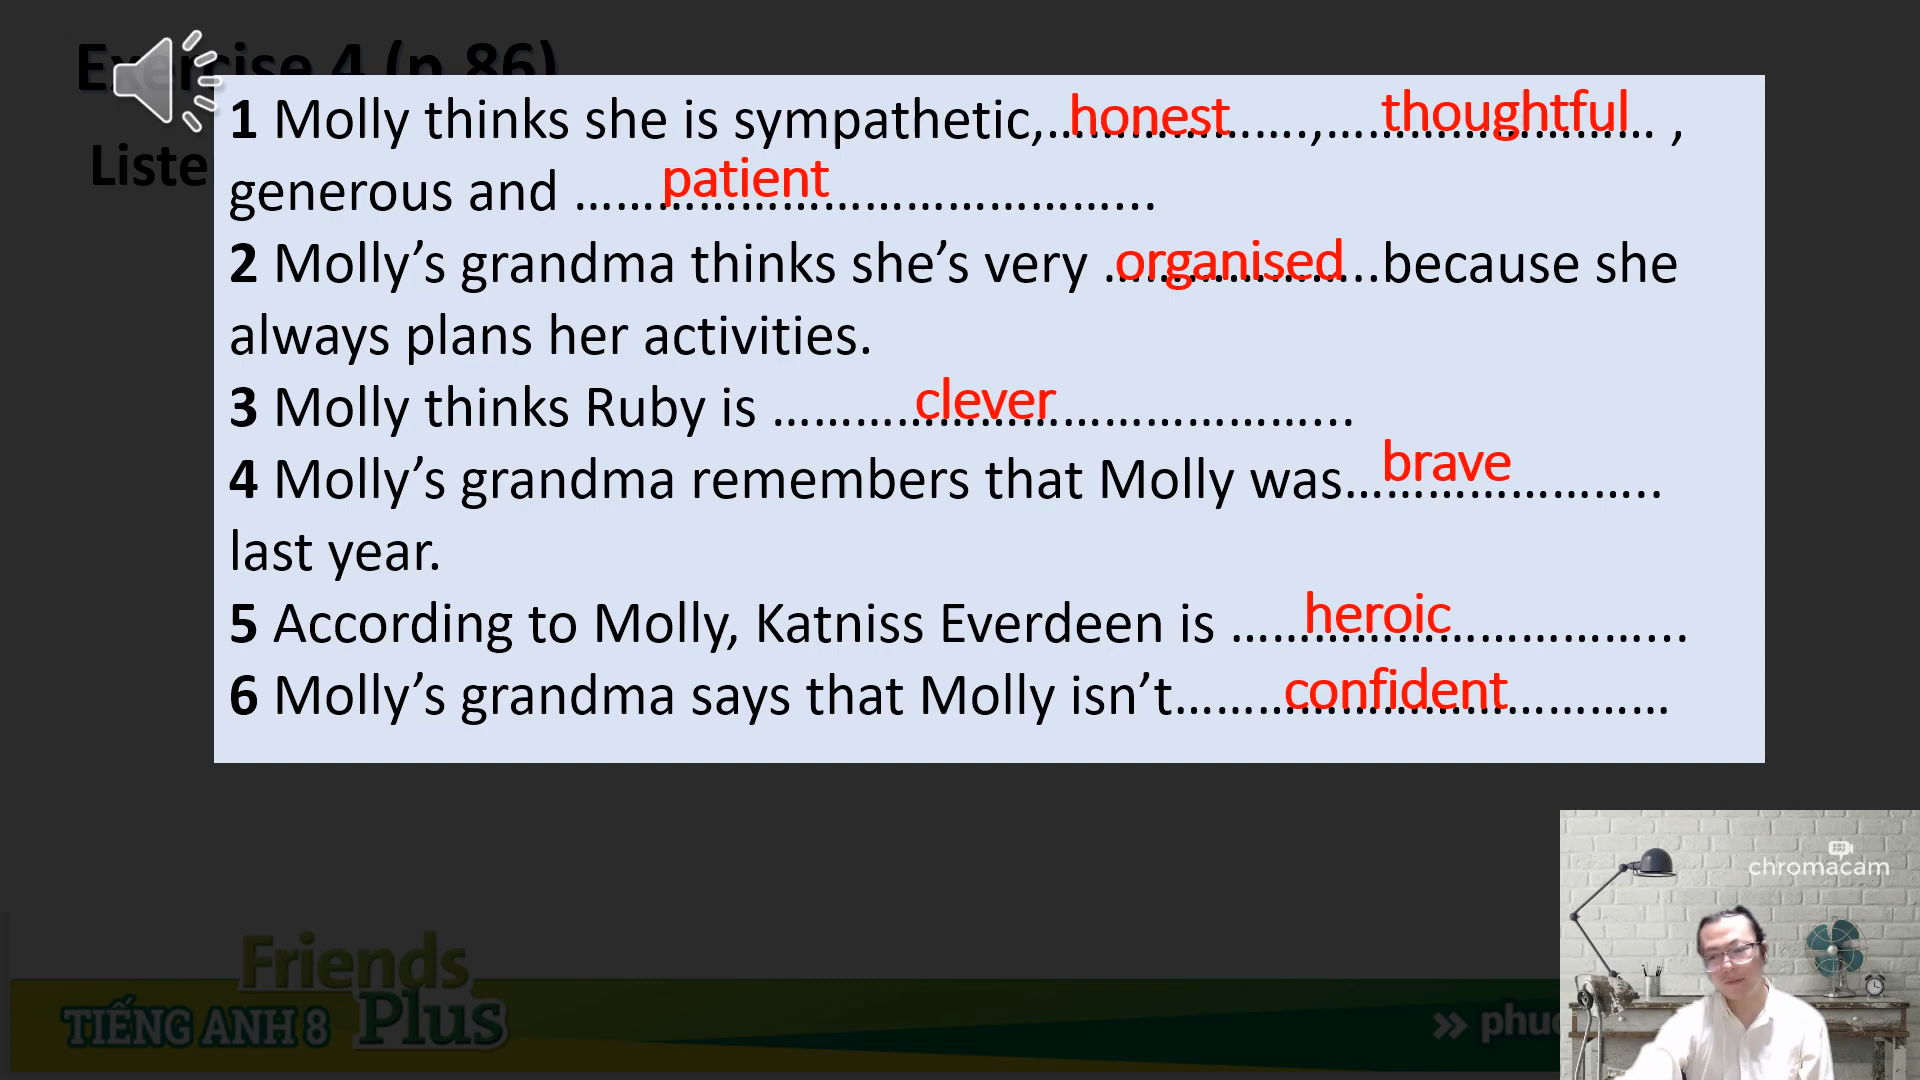 Exercise 4 (p.86)
Liste
1 Molly thinks she is sympathetic,……honest…….,……thoughtful…… ,
generous and ……patient……...
2 Molly’s grandma thinks she’s very ……organised……..because she
always plans her activities.
3 Molly thinks Ruby is ……clever……...
4 Molly’s grandma remembers that Molly was……brave……..
last year.
5 According to Molly, Katniss Everdeen is ……heroic……...
6 Molly’s grandma says that Molly isn’t……confident……
chromacam
Friends
Plus
TIẾNG ANH 8
>> phuc